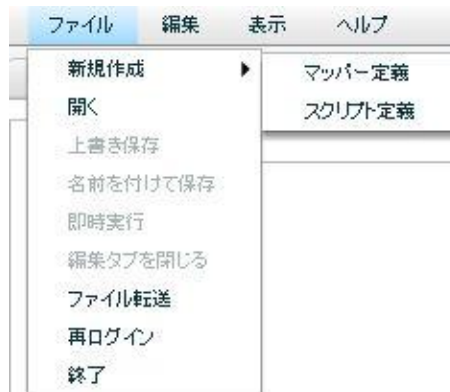 ファイル 編集 表示 ヘルプ
新規作成 マッパー定義
開く スクリプト定義
上書き保存
名前を付けて保存
即時実行
編集タブを閉じる
ファイル転送
再ログイン
終了